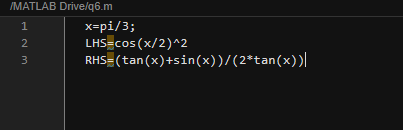 /MATLAB Drive/q6.m
1 x=pi/3;
2 LHS=cos(x/2)^2
3 RHS=(tan(x)+sin(x))/(2*tan(x))